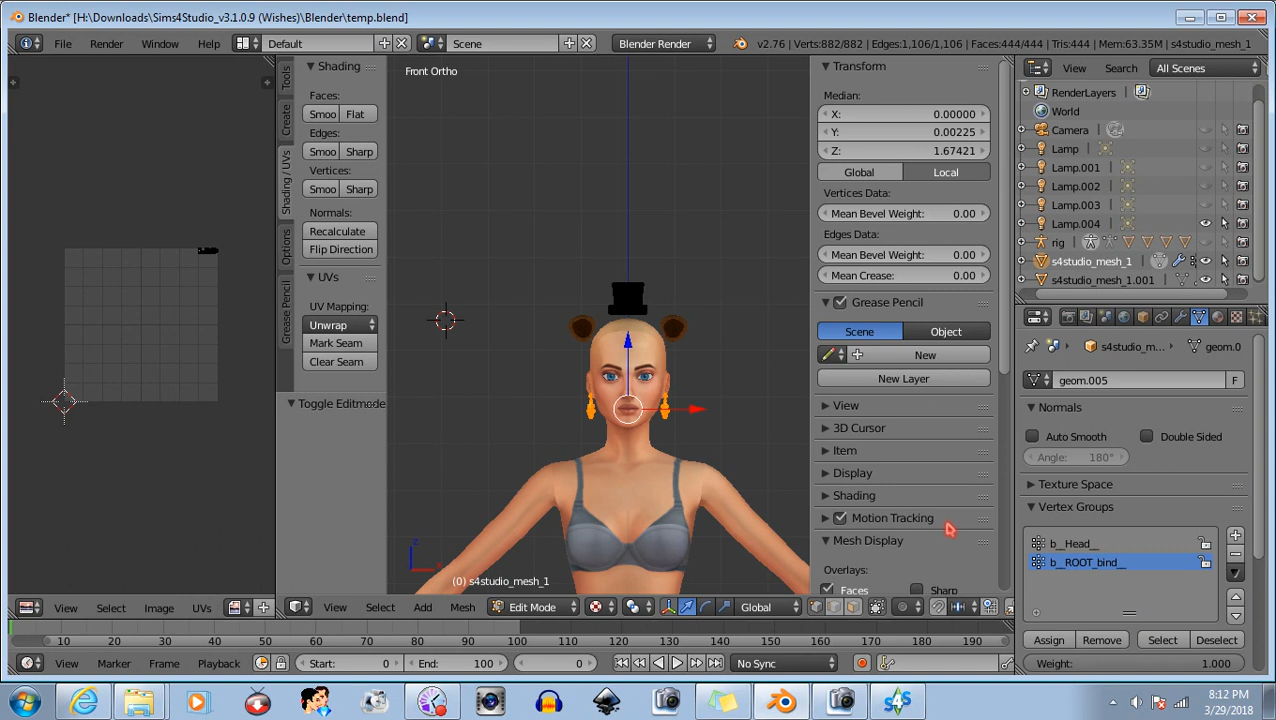 Blender* [H:\Downloads\Sims4Studio_v3.1.0.9 (Wishes)\Blender\temp.blend]
File Render Window Help Default Scene Blender Render v2.76 | Verts:882/882 | Edges:1,106/1,106 | Faces:444/444 | Tris:444 | Mem:63.35M | s4studio_mesh_1
Front Ortho
Tools
Create
Shading / UVs
Options
Grease Pencil
Shading
Faces:
Smoo Flat
Edges:
Smoo Sharp
Vertices:
Smoo Sharp
Normals:
Recalculate
Flip Direction
UVs
UV Mapping:
Unwrap
Mark Seam
Clear Seam
Toggle Editmode
z
(0) s4studio_mesh_1
Transform
Median:
X: 0.00000
Y: 0.00225
Z: 1.67421
Global Local
Vertices Data:
Mean Bevel Weight: 0.00
Edges Data:
Mean Bevel Weight: 0.00
Mean Crease: 0.00
Grease Pencil
Scene Object
New
New Layer
View
3D Cursor
Item
Display
Shading
Motion Tracking
Mesh Display
Overlays:
Faces Sharp
View Search All Scenes
RenderLayers
World
Camera
Lamp
Lamp.001
Lamp.002
Lamp.003
Lamp.004
rig
s4studio_mesh_1
s4studio_mesh_1.001
s4studio_m... geom.0
geom.005 F
Normals
Auto Smooth Double Sided
Angle: 180°
Texture Space
Vertex Groups
b__Head__
b__ROOT_bind__
Assign Remove Select Deselect
Weight: 1.000
View Select Image UVs
View Select Add Mesh Edit Mode Global
10 20 30 40 50 60 70 80 90 100 110 120 130 140 150 160 170 180 190
View Marker Frame Playback Start: 0 End: 100 0 No Sync
8:12 PM
3/29/2018